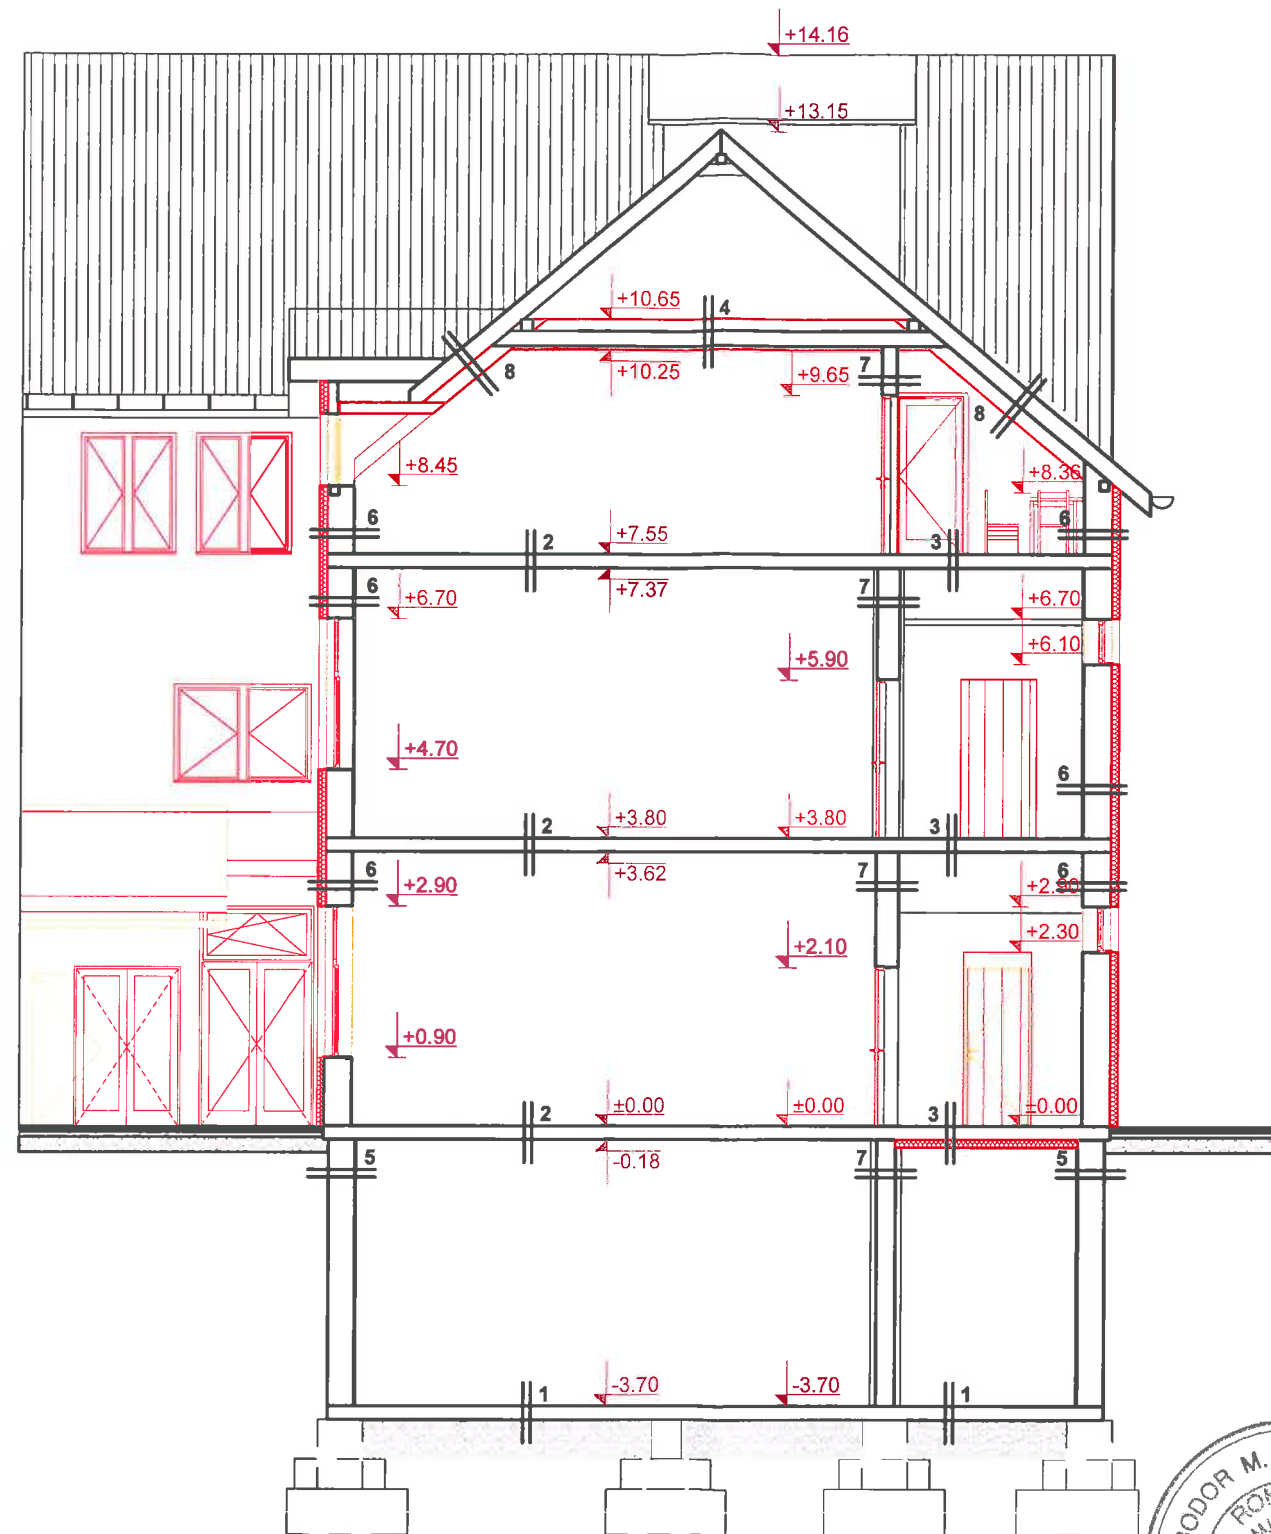 +14.16
+13.15
+10.65 4
8 +10.25 +9.65 7
8
+8.45 +8.36
6 2 +7.55 3 6
6 +6.70 +7.37 7 +6.70
+6.10
+5.90
+4.70
6
2 +3.80 +3.80 3
6 +2.90 +3.62 7 6 +2.90
+2.10 +2.30
+0.90
2 ±0.00 ±0.00 3 ±0.00
5 -0.18 7 5
1 -3.70 -3.70 1
ODOR M.